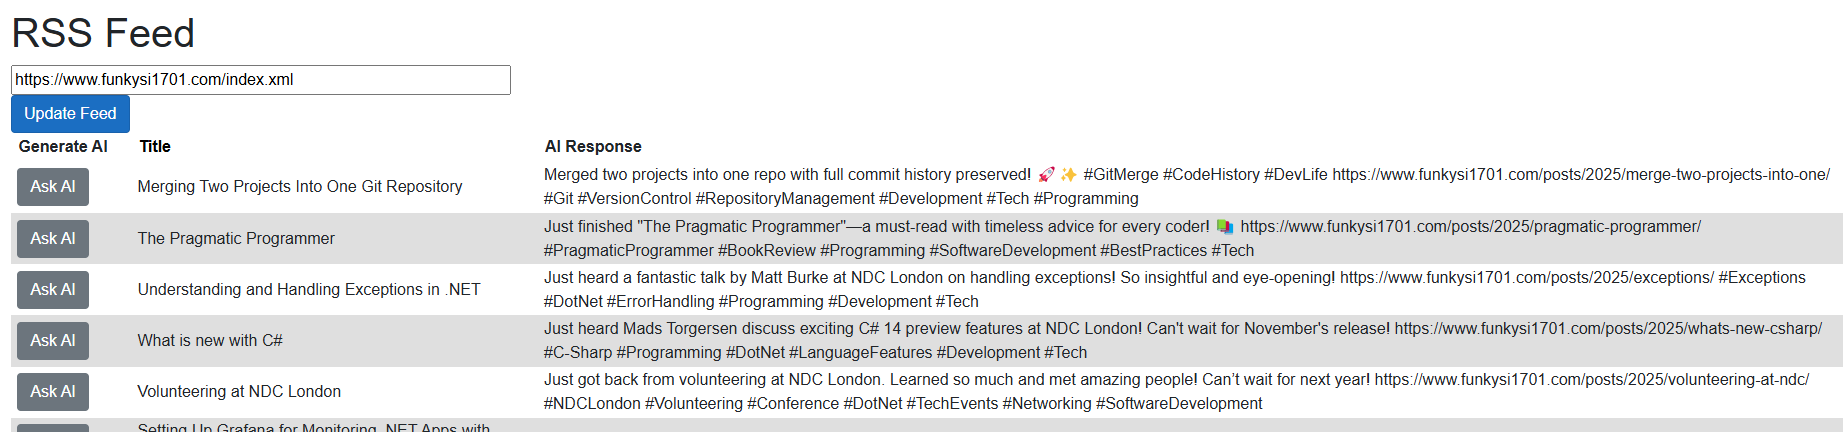 RSS Feed
https://www.funkysi1701.com/index.xml
Update Feed
Generate AI Title AI Response
Ask AI Merging Two Projects Into One Git Repository Merged two projects into one repo with full commit history preserved! 🚀 ✨ #GitMerge #CodeHistory #DevLife https://www.funkysi1701.com/posts/2025/merge-two-projects-into-one/
#Git #VersionControl #RepositoryManagement #Development #Tech #Programming
Ask AI The Pragmatic Programmer Just finished "The Pragmatic Programmer"—a must-read with timeless advice for every coder! 📚 https://www.funkysi1701.com/posts/2025/pragmatic-programmer/
#PragmaticProgrammer #BookReview #Programming #SoftwareDevelopment #BestPractices #Tech
Ask AI Understanding and Handling Exceptions in .NET Just heard a fantastic talk by Matt Burke at NDC London on handling exceptions! So insightful and eye-opening! https://www.funkysi1701.com/posts/2025/exceptions/ #Exceptions
#DotNet #ErrorHandling #Programming #Development #Tech
Ask AI What is new with C# Just heard Mads Torgersen discuss exciting C# 14 preview features at NDC London! Can't wait for November's release! https://www.funkysi1701.com/posts/2025/whats-new-csharp/
#C-Sharp #Programming #DotNet #LanguageFeatures #Development #Tech
Ask AI Volunteering at NDC London Just got back from volunteering at NDC London. Learned so much and met amazing people! Can’t wait for next year! https://www.funkysi1701.com/posts/2025/volunteering-at-ndc/
#NDCLondon #Volunteering #Conference #DotNet #TechEvents #Networking #SoftwareDevelopment
Setting Up Grafana for Monitoring .NET Apps with